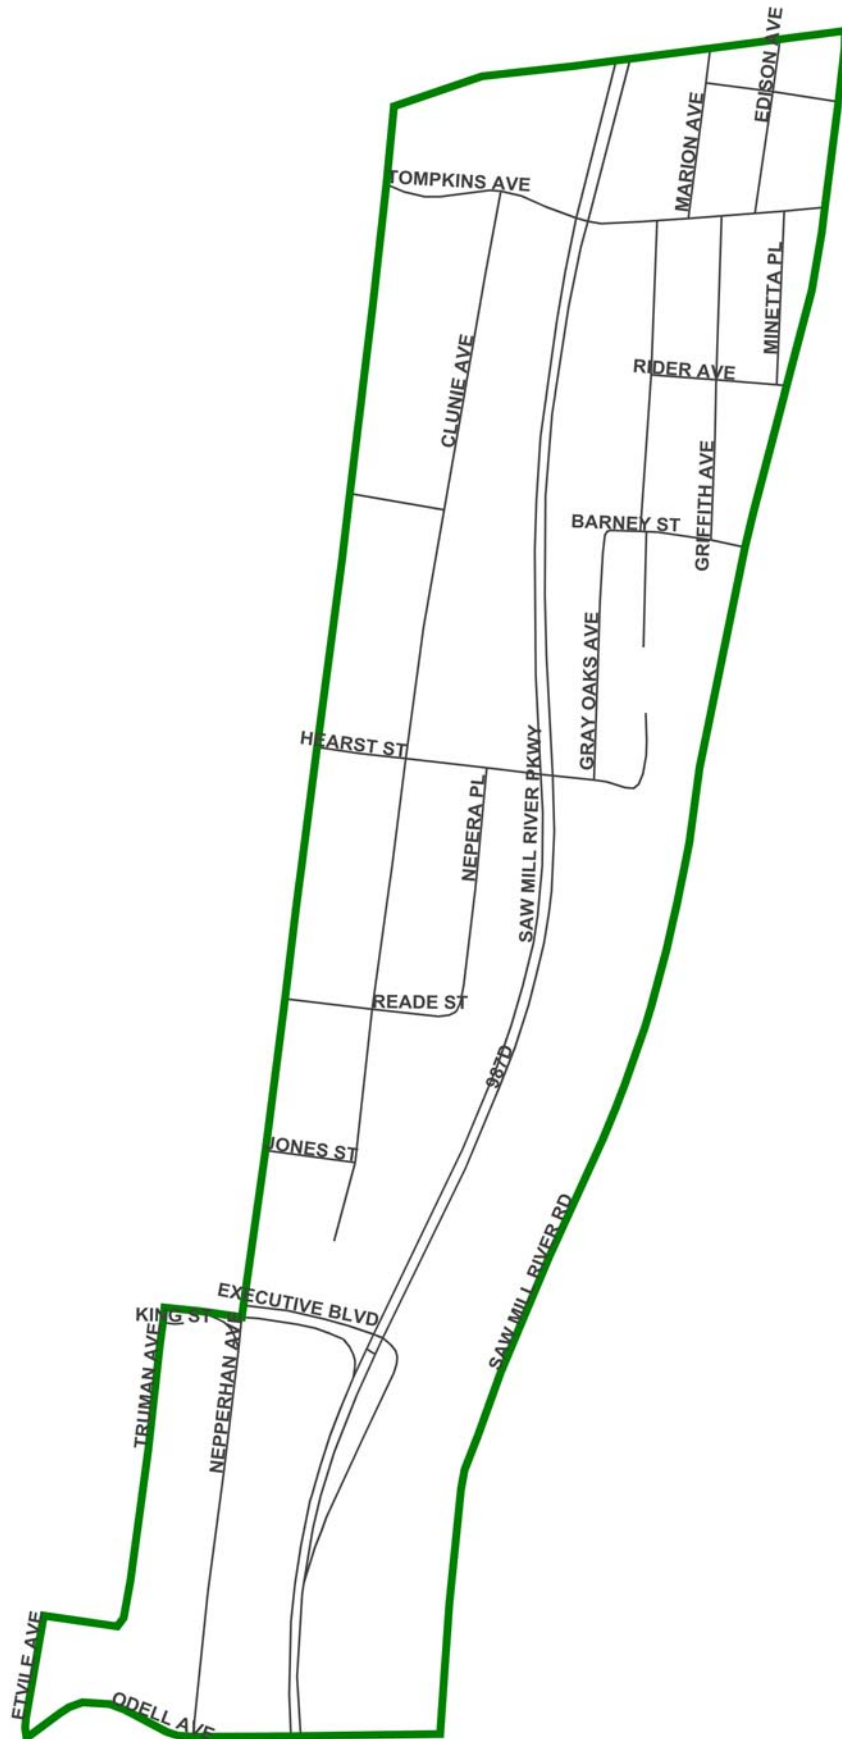 EDISON AVE
MARION AVE
TOMPKINS AVE
MINETTA PL
CLUNIE AVE
RIDER AVE
GRIFFITH AVE
BARNEY ST
GRAY OAKS AVE
HEARST ST
SAW MILL RIVER PKWY
NEPERA PL
READE ST
987D
JONES ST
SAW MILL RIVER RD
EXECUTIVE BLVD
KING ST
TRUMAN AVE
NEPPERHAN AVE
ETVILE AVE
ODELL AVE